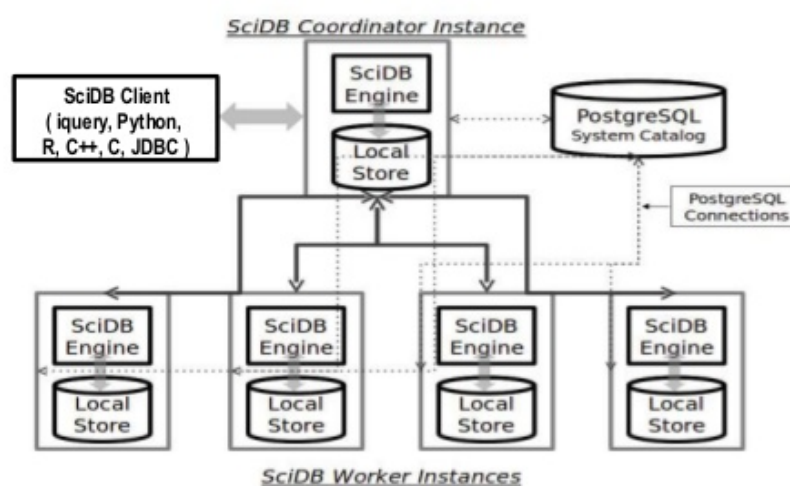 SciDB Coordinator Instance
SciDB Client
( iquery, Python,
R, C++, C, JDBC )
SciDB
Engine
Local
Store
PostgreSQL
System Catalog
PostgreSQL
Connections
SciDB
Engine
Local
Store
SciDB
Engine
Local
Store
SciDB
Engine
Local
Store
SciDB
Engine
Local
Store
SciDB Worker Instances